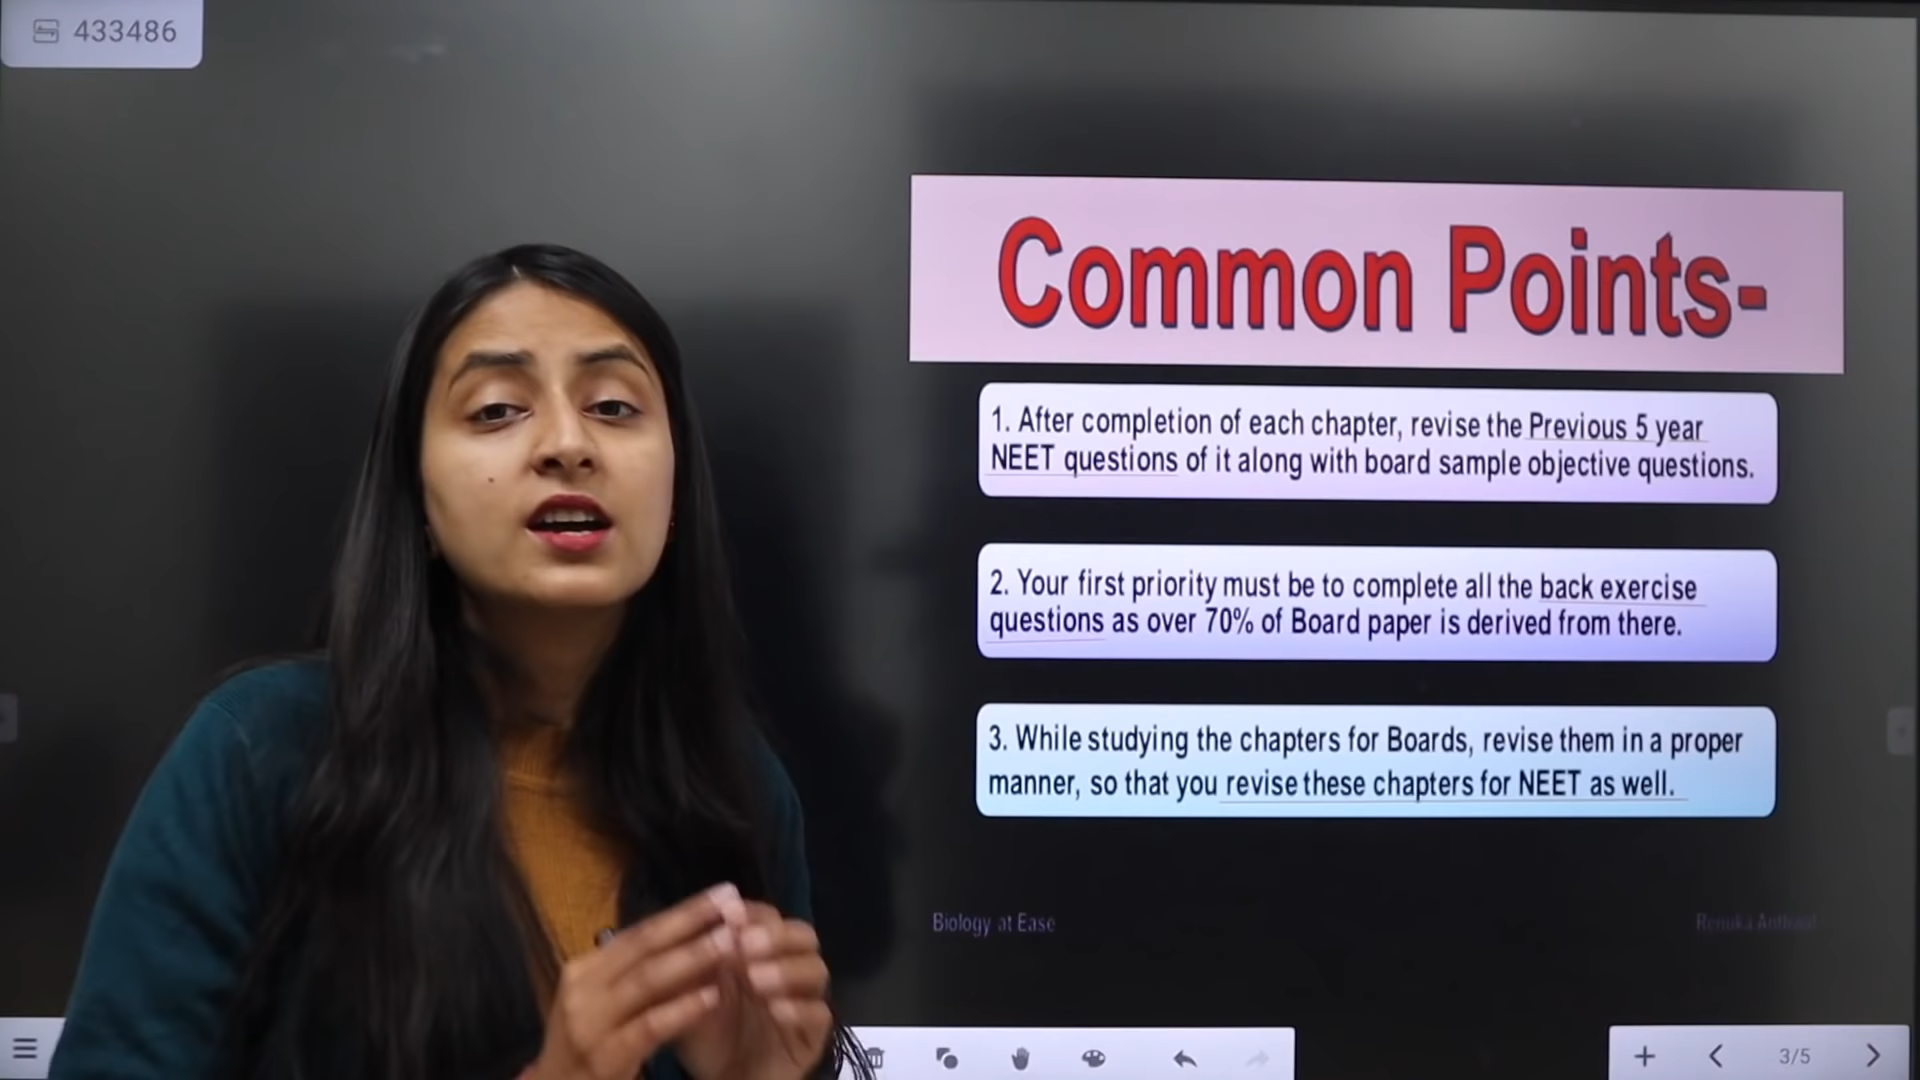 433486
Common Points-
1. After completion of each chapter, revise the Previous 5 year
NEET questions of it along with board sample objective questions.
2. Your first priority must be to complete all the back exercise
questions as over 70% of Board paper is derived from there.
3. While studying the chapters for Boards, revise them in a proper
manner, so that you revise these chapters for NEET as well.
Biology at Ease
Renuka
3/5